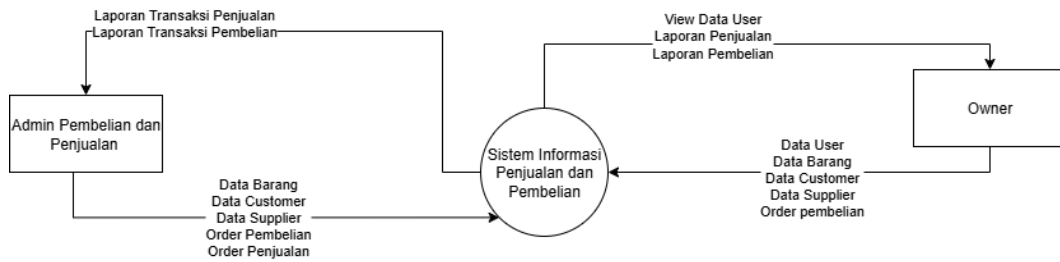 Laporan Transaksi Penjualan
Laporan Transaksi Pembelian
View Data User
Laporan Penjualan
Laporan Pembelian
Admin Pembelian dan
Penjualan
Sistem Informasi
Penjualan dan
Pembelian
Owner
Data Barang
Data Customer
Data Supplier
Order Pembelian
Order Penjualan
Data User
Data Barang
Data Customer
Data Supplier
Order pembelian